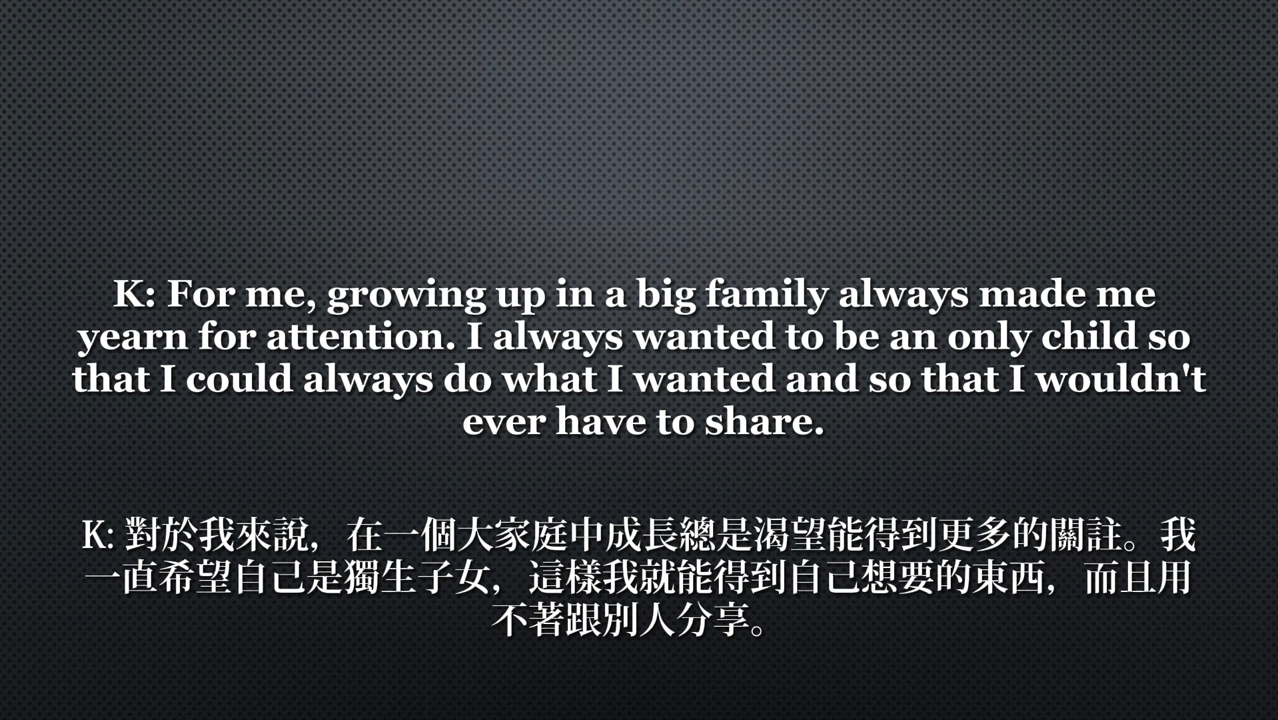 K: For me, growing up in a big family always made me
yearn for attention. I always wanted to be an only child so
that I could always do what I wanted and so that I wouldn't
ever have to share.
K: 對於我來說，在一個大家庭中成長總是渴望能得到更多的關註。我
一直希望自己是獨生子女，這樣我就能得到自己想要的東西，而且用
不著跟別人分享。